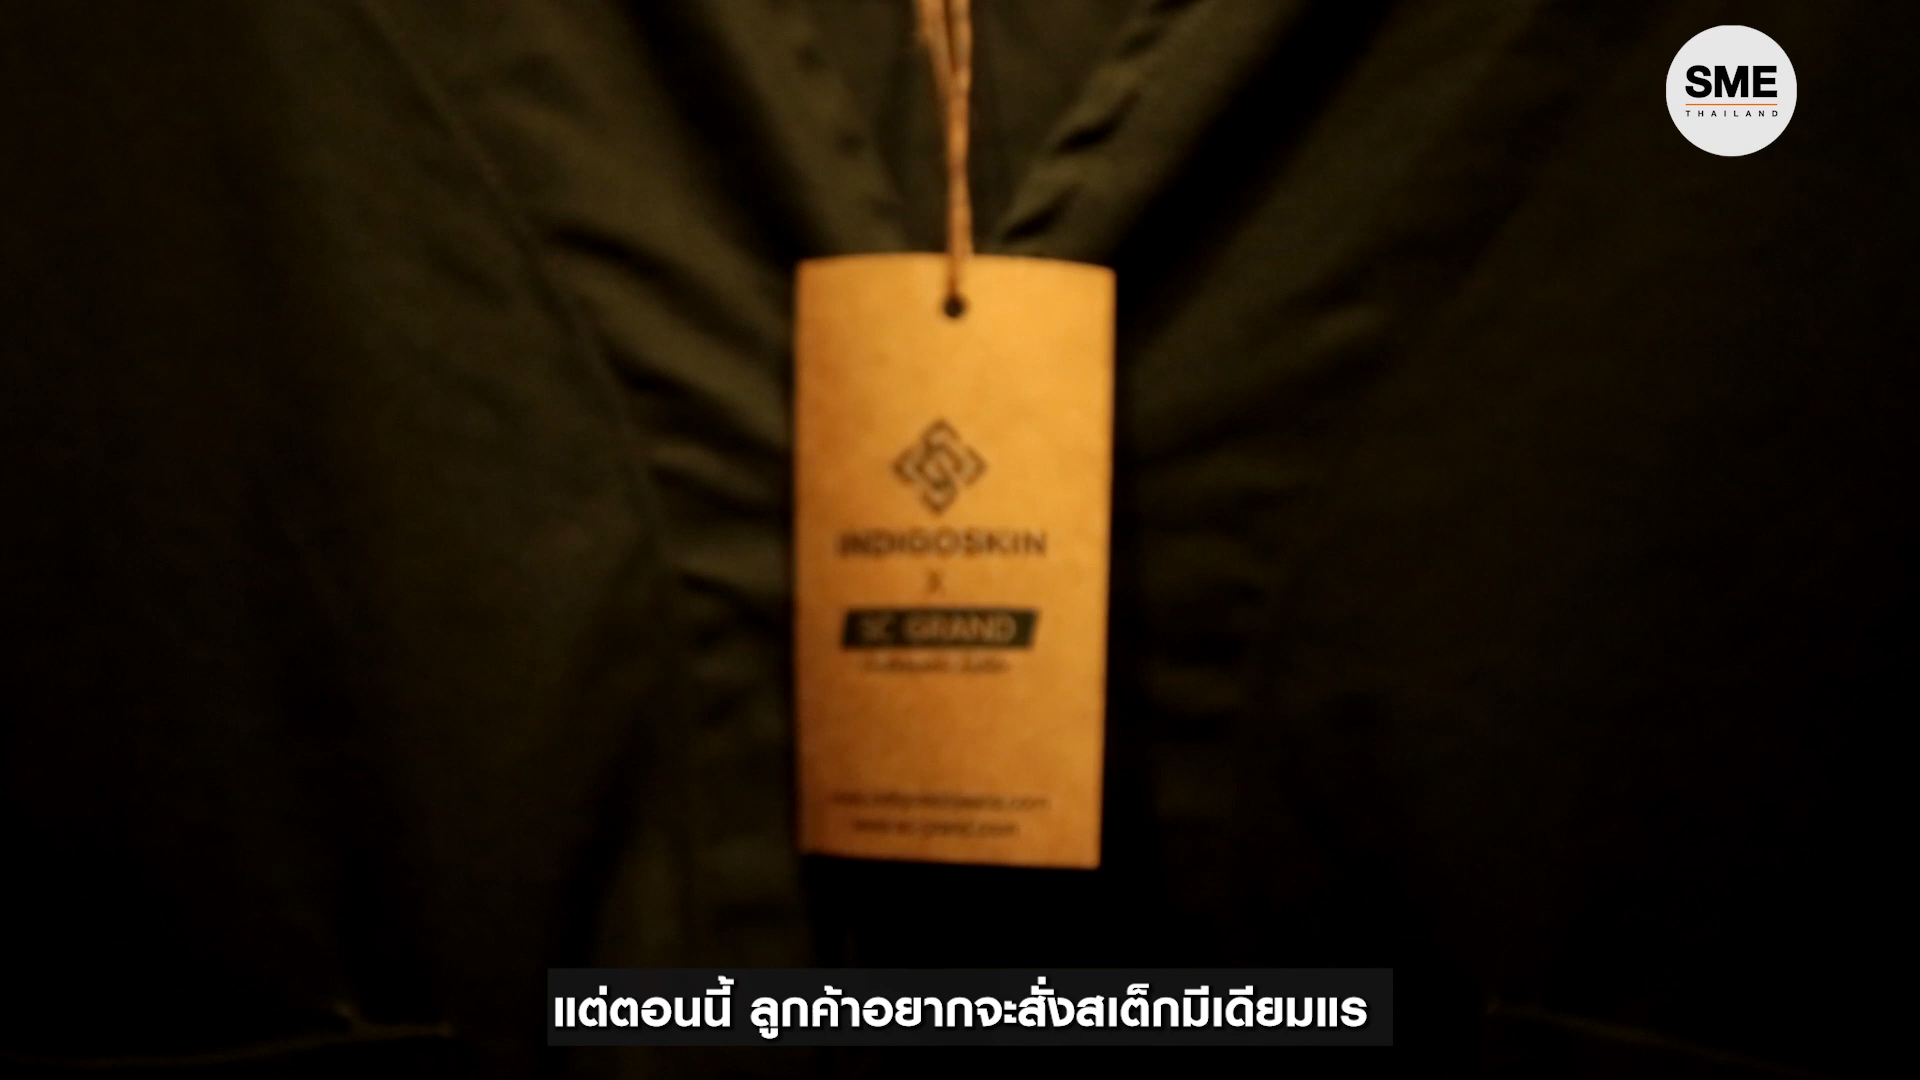 SME
THAILAND
INDIGOSKIN
X
SC GRAND
แต่ตอนนี้ ลูกค้าอยากจะสั่งสเต็กมีเดียมแร